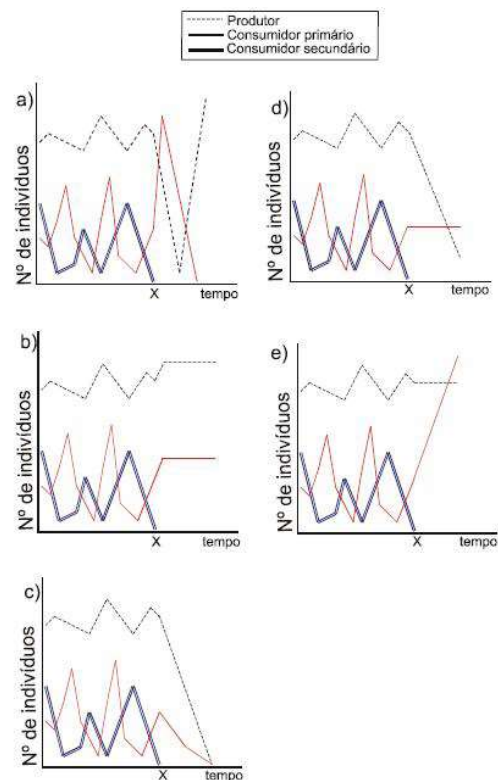 Produtor
Consumidor primário
Consumidor secundário
a)
Nº de indivíduos
X tempo
d)
Nº de indivíduos
X tempo
b)
Nº de indivíduos
X tempo
e)
Nº de indivíduos
X tempo
c)
Nº de indivíduos
X tempo